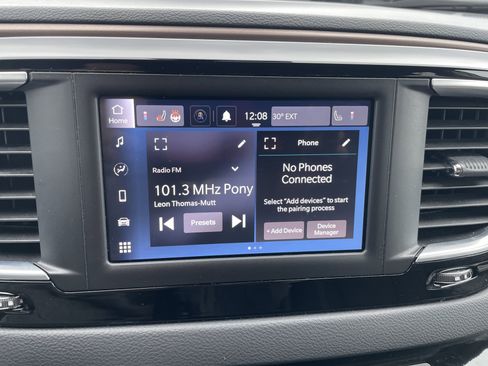 Home
12:08
30° EXT
Radio FM
101.3 MHz Pony
Leon Thomas-Mutt
Presets
Phone
No Phones
Connected
Select "Add devices" to start
the pairing process
+ Add Device
Device
Manager